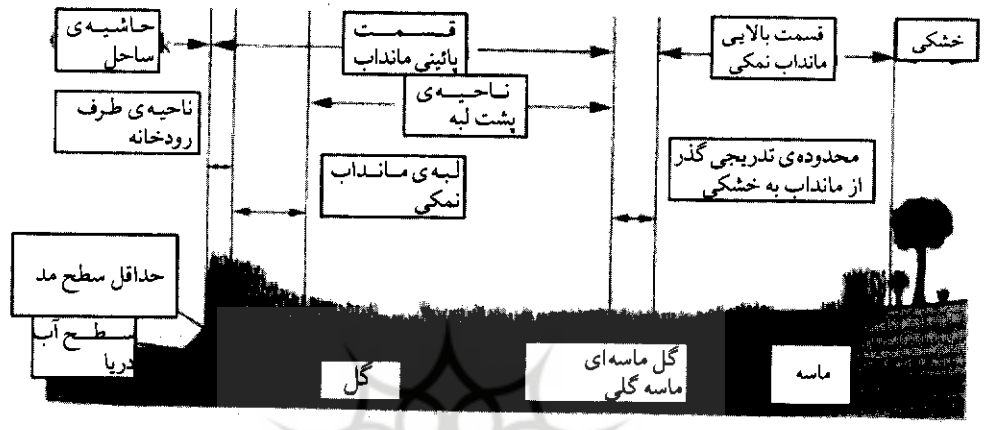 خشکی
قسمت بالایی
مانداب نمکی
قسمت
پائینی مانداب
حاشیه‌ی
ساحل
ناحیه‌ی
پشت لبه
ناحیه‌ی طرف
رودخانه
محدوده‌ی تدریجی گذر
از مانداب به خشکی
لبه‌ی مانداب
نمکی
حداقل سطح مد
سطح آب
دریا
ماسه
گل ماسه‌ای
ماسه گلی
گل